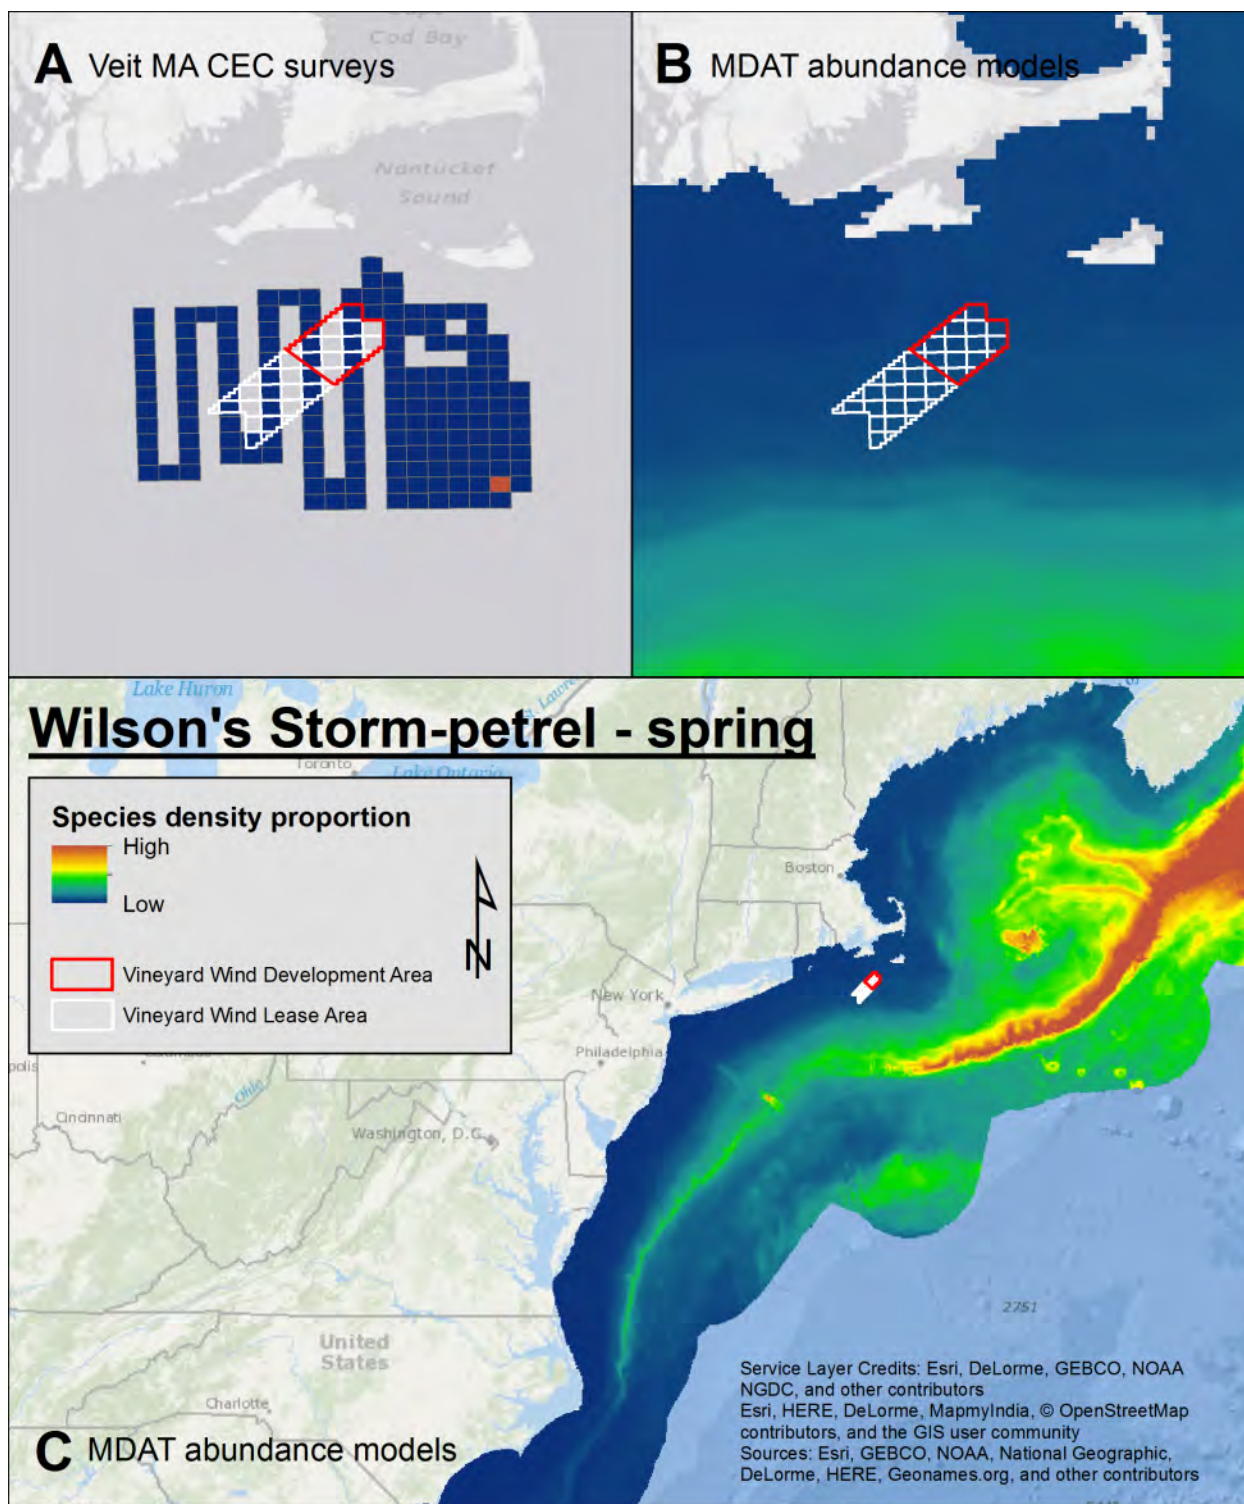 A Veit MA CEC surveys
Cod Bay
Nantucket
Sound
B MDAT abundance models
Lake Huron
St. Lawre
Wilson's Storm-petrel - spring
Toronto
Lake Ontario
Species density proportion
High
Low
N
Vineyard Wind Development Area
Vineyard Wind Lease Area
Boston
New York
Philadelphia
polis
Cincinnati
Ohio
Washington, D.C.
2751
United
States
Charlotte
C MDAT abundance models
Service Layer Credits: Esri, DeLorme, GEBCO, NOAA
NGDC, and other contributors
Esri, HERE, DeLorme, MapmyIndia, © OpenStreetMap
contributors, and the GIS user community
Sources: Esri, GEBCO, NOAA, National Geographic,
DeLorme, HERE, Geonames.org, and other contributors